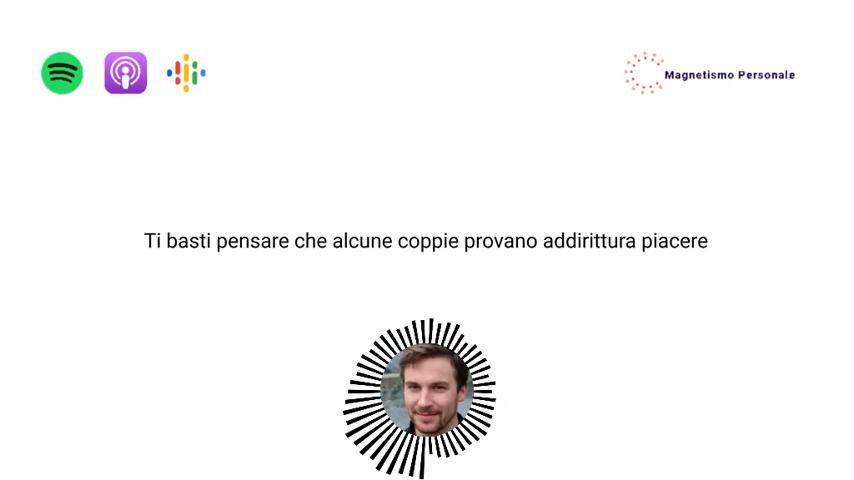 Magnetismo Personale
Ti basti pensare che alcune coppie provano addirittura piacere